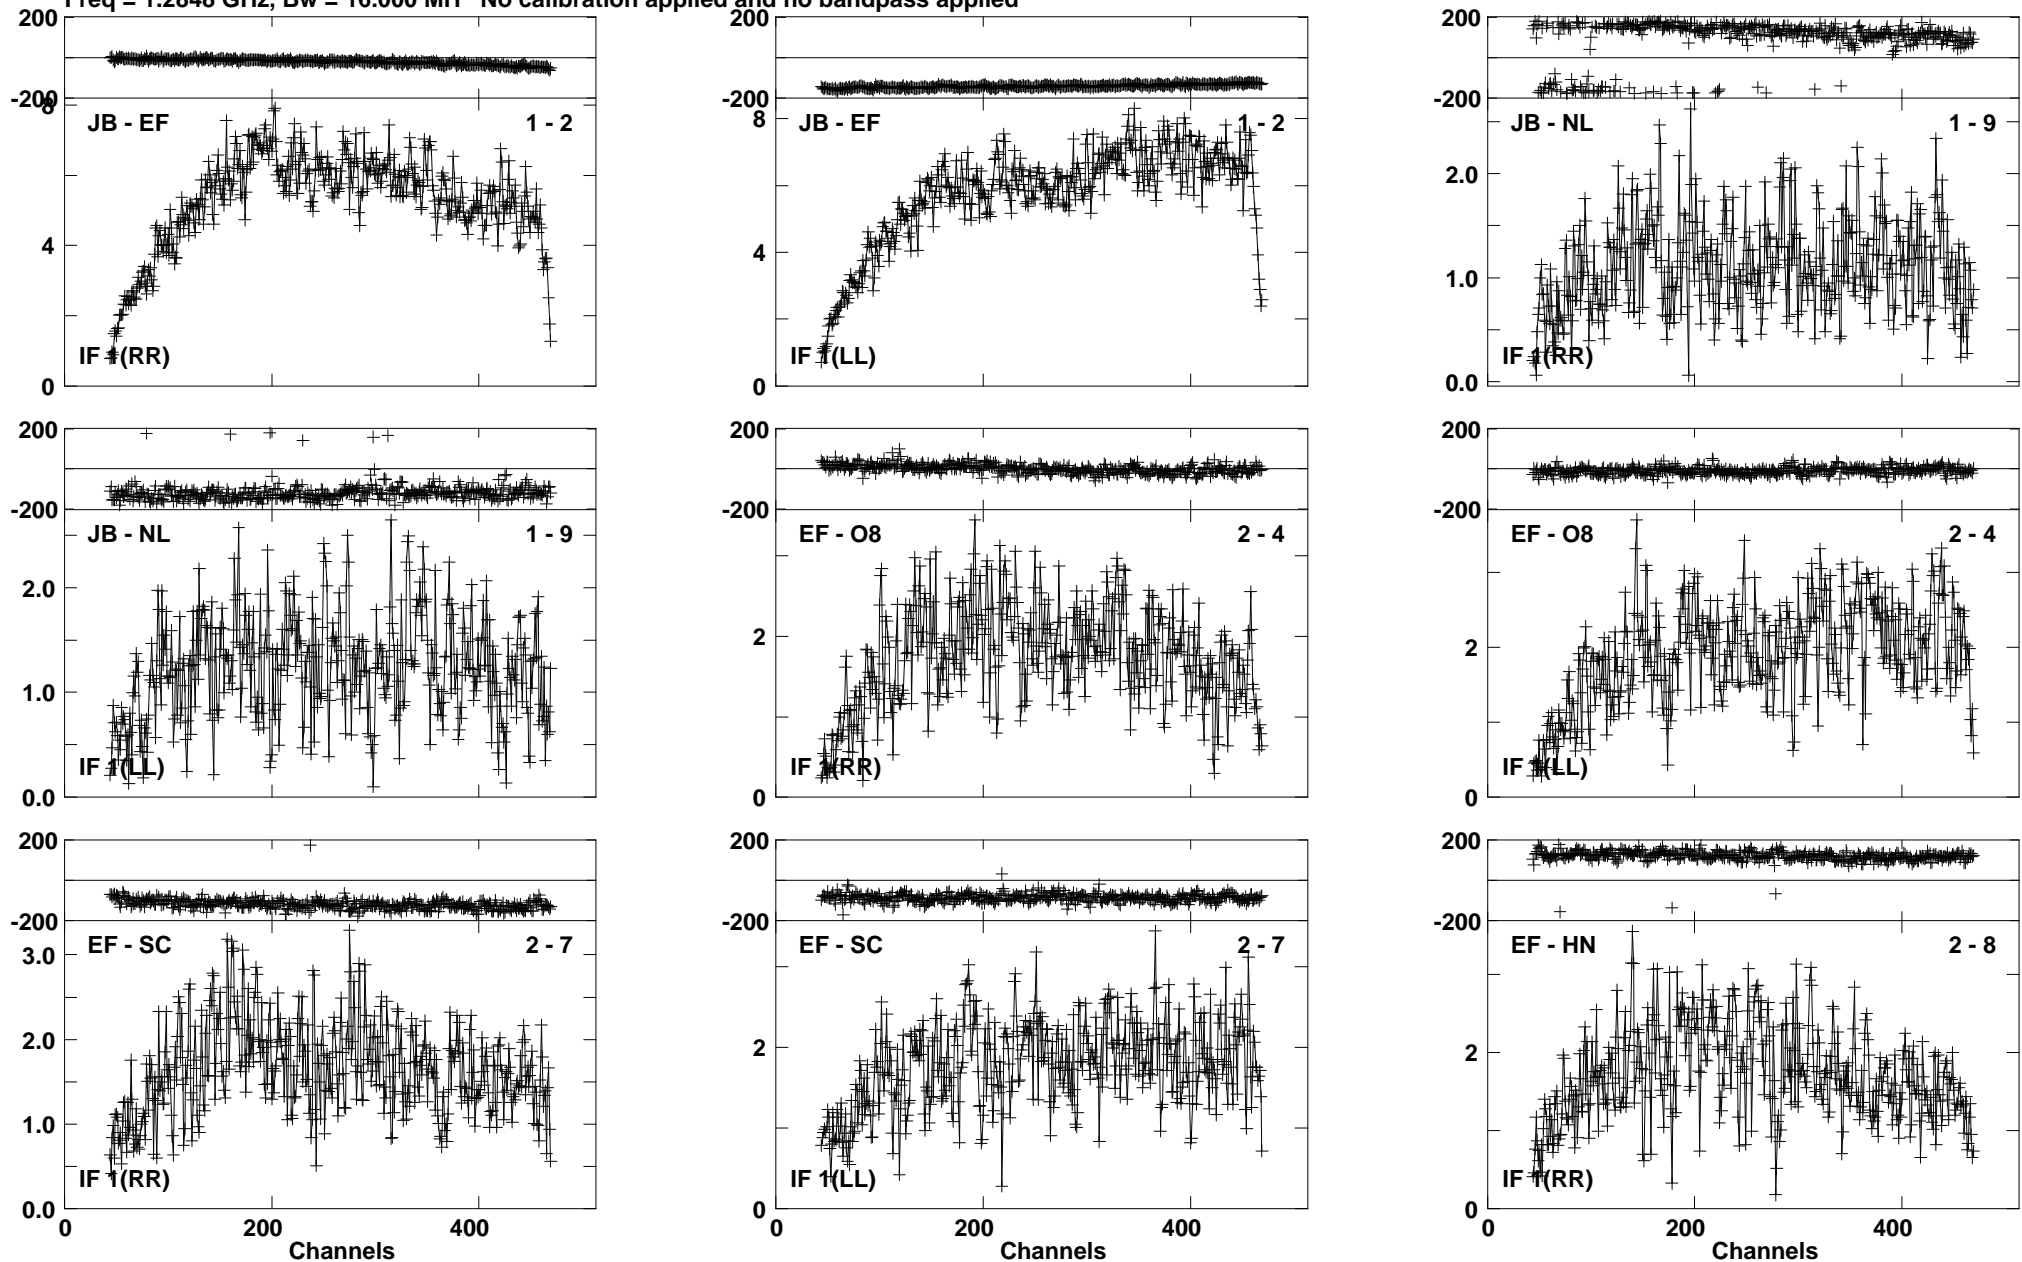 Freq = 1.2848 GHz, Bw = 16.000 MH No calibration applied and no bandpass applied
200
-200
8
4
0
JB - EF
1 - 2
IF 1(RR)
200
-200
8
4
0
JB - EF
1 - 2
IF 1(LL)
200
-200
2.0
1.0
0.0
JB - NL
1 - 9
IF 1(RR)
200
-200
2.0
1.0
0.0
JB - NL
1 - 9
IF 1(LL)
200
-200
2
0
EF - O8
2 - 4
IF 1(RR)
200
-200
2
0
EF - O8
2 - 4
IF 1(LL)
200
-200
3.0
2.0
1.0
0.0
EF - SC
2 - 7
IF 1(RR)
0
200
400
Channels
200
-200
2
0
EF - SC
2 - 7
IF 1(LL)
200
-200
2
0
EF - HN
2 - 8
IF 1(RR)
0
200
400
Channels